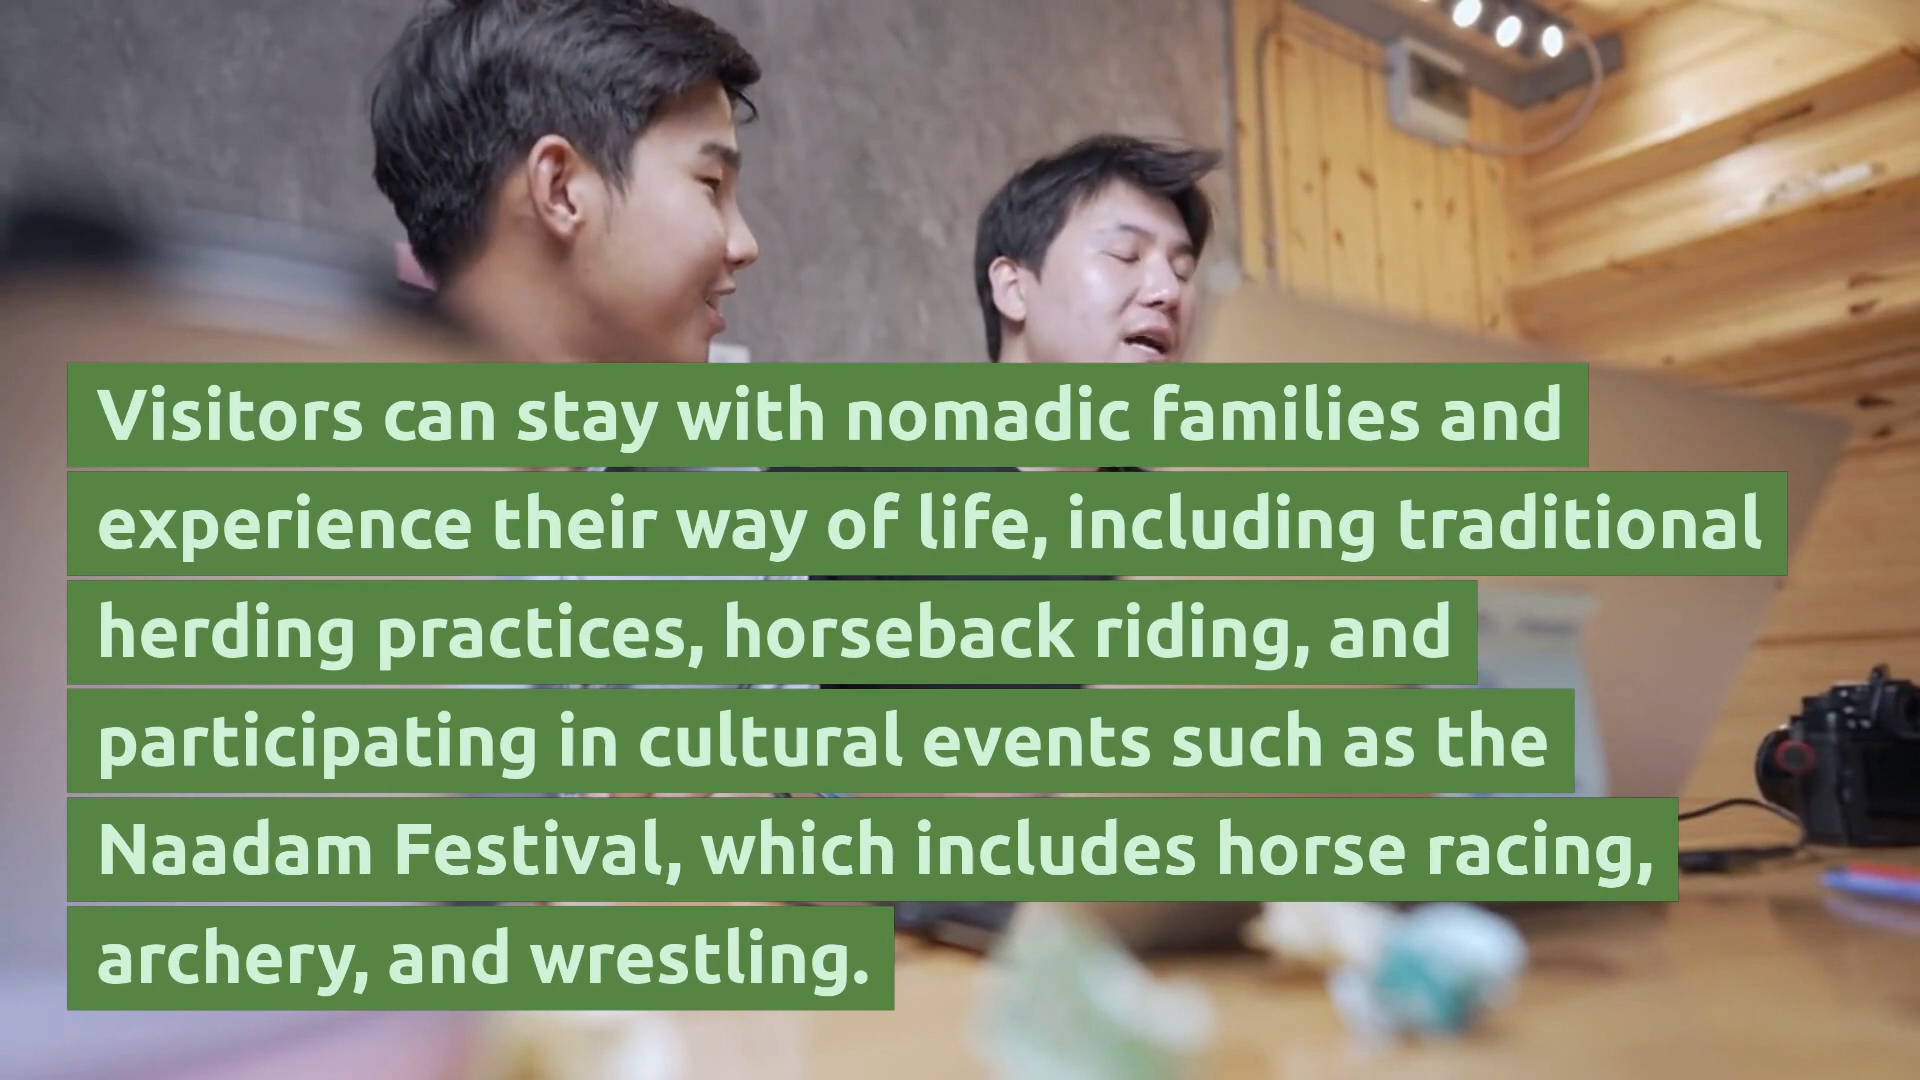 Visitors can stay with nomadic families and
experience their way of life, including traditional
herding practices, horseback riding, and
participating in cultural events such as the
Naadam Festival, which includes horse racing,
archery, and wrestling.